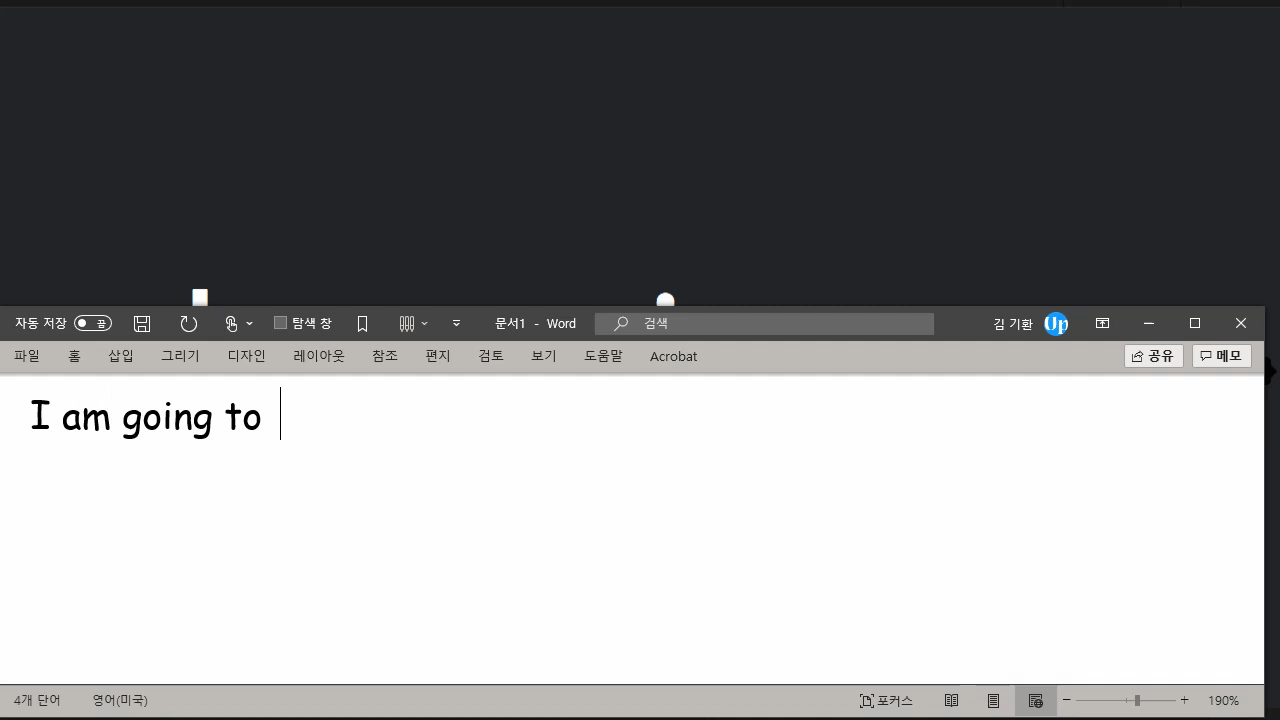 자동 저장 끔 탐색 창 문서1 - Word 검색 김 기환 Up
파일 홈 삽입 그리기 디자인 레이아웃 참조 편지 검토 보기 도움말 Acrobat 공유 메모
I am going to
4개 단어 영어(미국) 포커스 190%